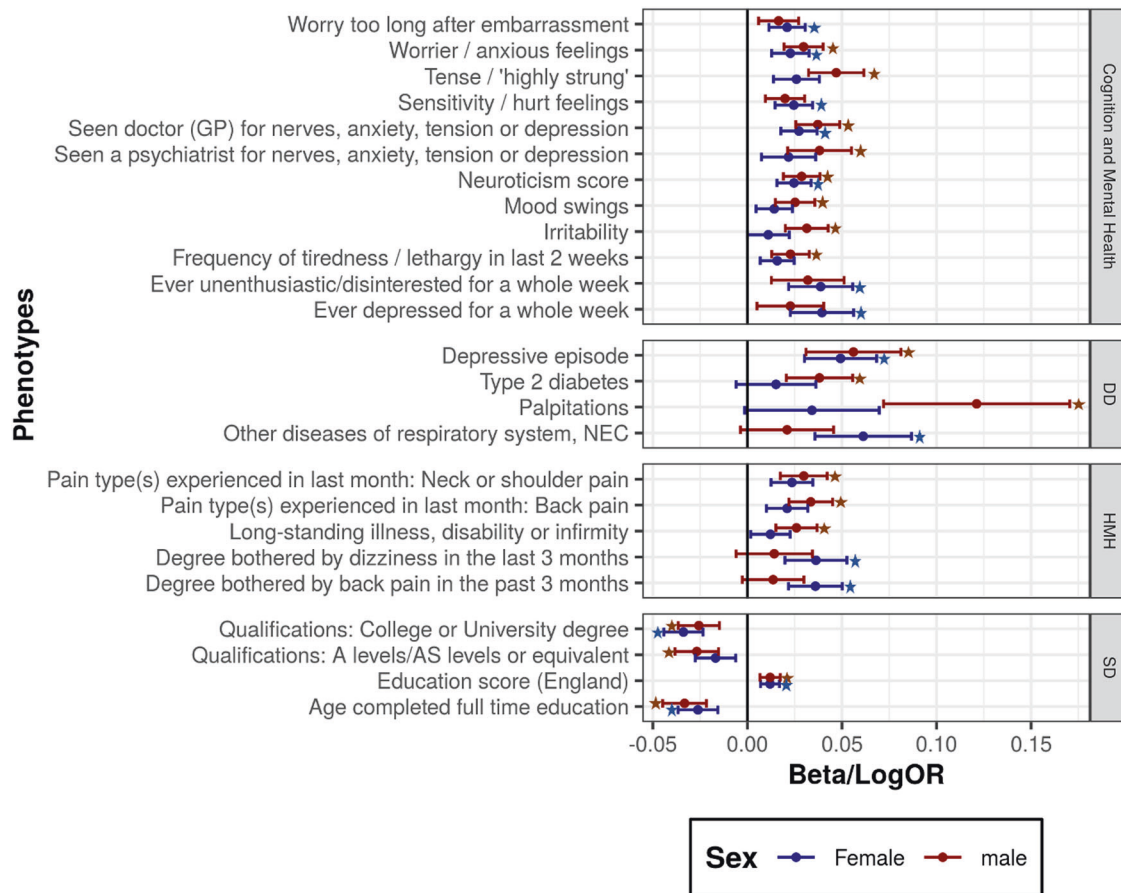 Phenotypes
Worry too long after embarrassment
Worrier / anxious feelings
Tense / 'highly strung'
Sensitivity / hurt feelings
Seen doctor (GP) for nerves, anxiety, tension or depression
Seen a psychiatrist for nerves, anxiety, tension or depression
Neuroticism score
Mood swings
Irritability
Frequency of tiredness / lethargy in last 2 weeks
Ever unenthusiastic/disinterested for a whole week
Ever depressed for a whole week
Cognition and Mental Health
Depressive episode
Type 2 diabetes
Palpitations
Other diseases of respiratory system, NEC
DD
Pain type(s) experienced in last month: Neck or shoulder pain
Pain type(s) experienced in last month: Back pain
Long-standing illness, disability or infirmity
Degree bothered by dizziness in the last 3 months
Degree bothered by back pain in the past 3 months
HMH
Qualifications: College or University degree
Qualifications: A levels/AS levels or equivalent
Education score (England)
Age completed full time education
SD
-0.05 0.00 0.05 0.10 0.15
Beta/LogOR
Sex Female male